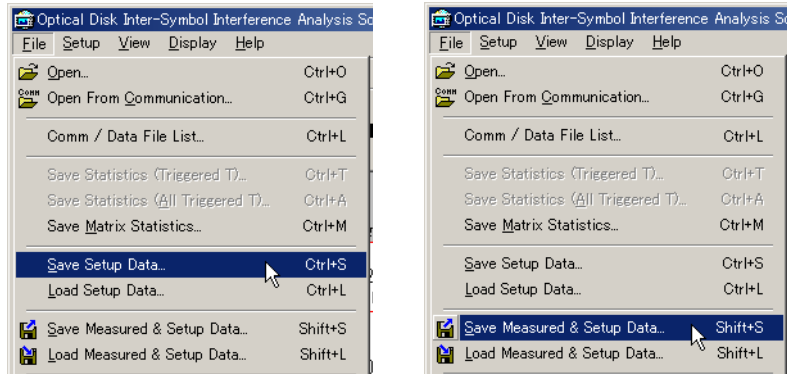 Optical Disk Inter-Symbol Interference Analysis
File Setup View Display Help
Open... Ctrl+O
Open From Communication... Ctrl+G
Comm / Data File List... Ctrl+L
Save Statistics (Triggered T)... Ctrl+T
Save Statistics (All Triggered T)... Ctrl+A
Save Matrix Statistics... Ctrl+M
Save Setup Data... Ctrl+S
Load Setup Data... Ctrl+L
Save Measured & Setup Data... Shift+S
Load Measured & Setup Data... Shift+L
Optical Disk Inter-Symbol Interference Analysis
File Setup View Display Help
Open... Ctrl+O
Comm
Open From Communication... Ctrl+G
Comm / Data File List... Ctrl+L
Save Statistics (Triggered T)... Ctrl+T
Save Statistics (All Triggered T)... Ctrl+A
Save Matrix Statistics... Ctrl+M
Save Setup Data... Ctrl+S
Load Setup Data... Ctrl+L
Save Measured & Setup Data... Shift+S
Load Measured & Setup Data... Shift+L